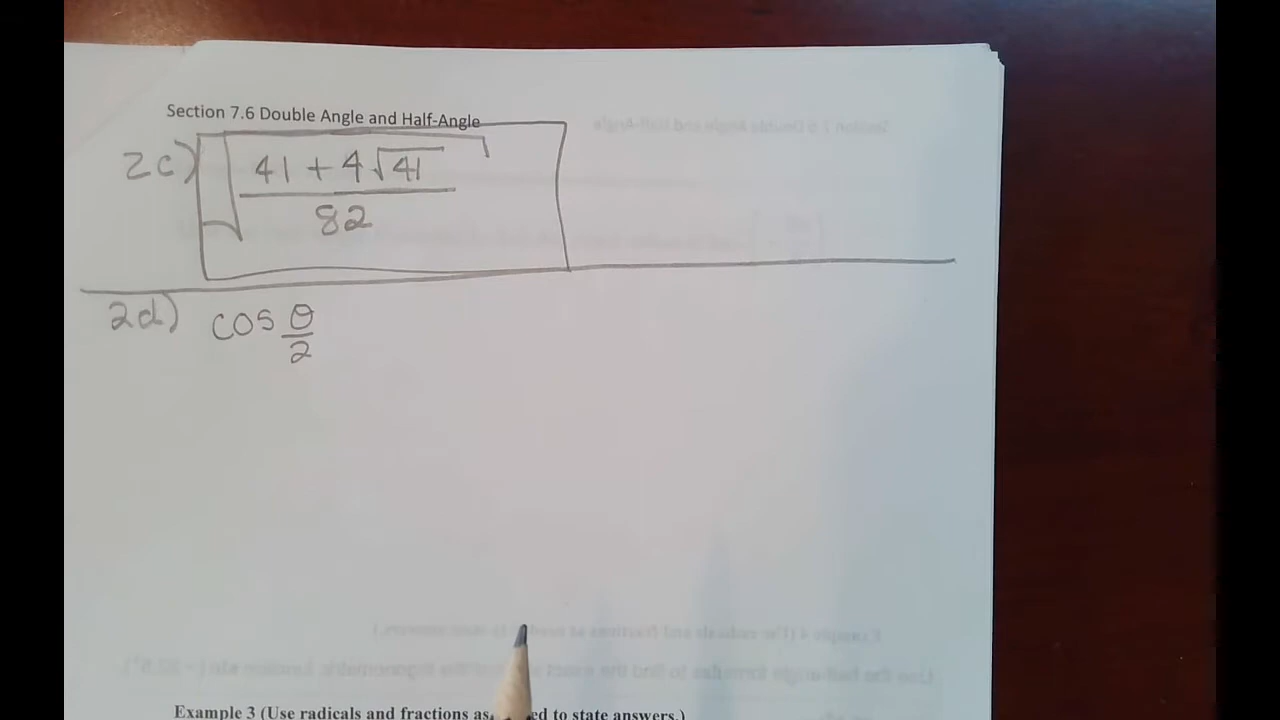 Section 7.6 Double Angle and Half-Angle
2c) √((41 + 4√41)/82)
2d) cos θ/2
Example 3 (Use radicals and fractions as ed to state answers.)